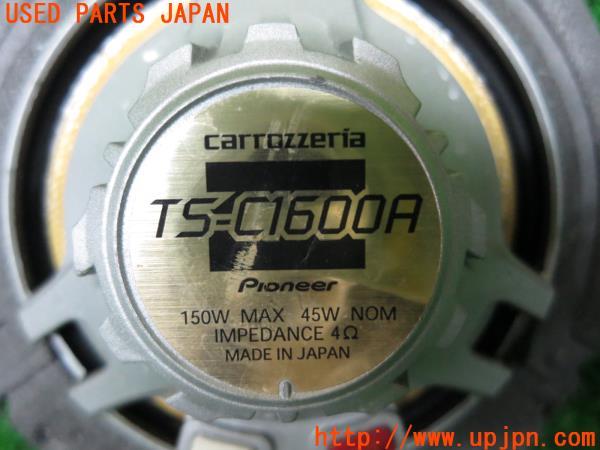 USED PARTS JAPAN
carrozzeria
TS-C1600A
Pioneer
150W MAX 45W NOM
IMPEDANCE 4Ω
MADE IN JAPAN
http://www.upjpn.com/